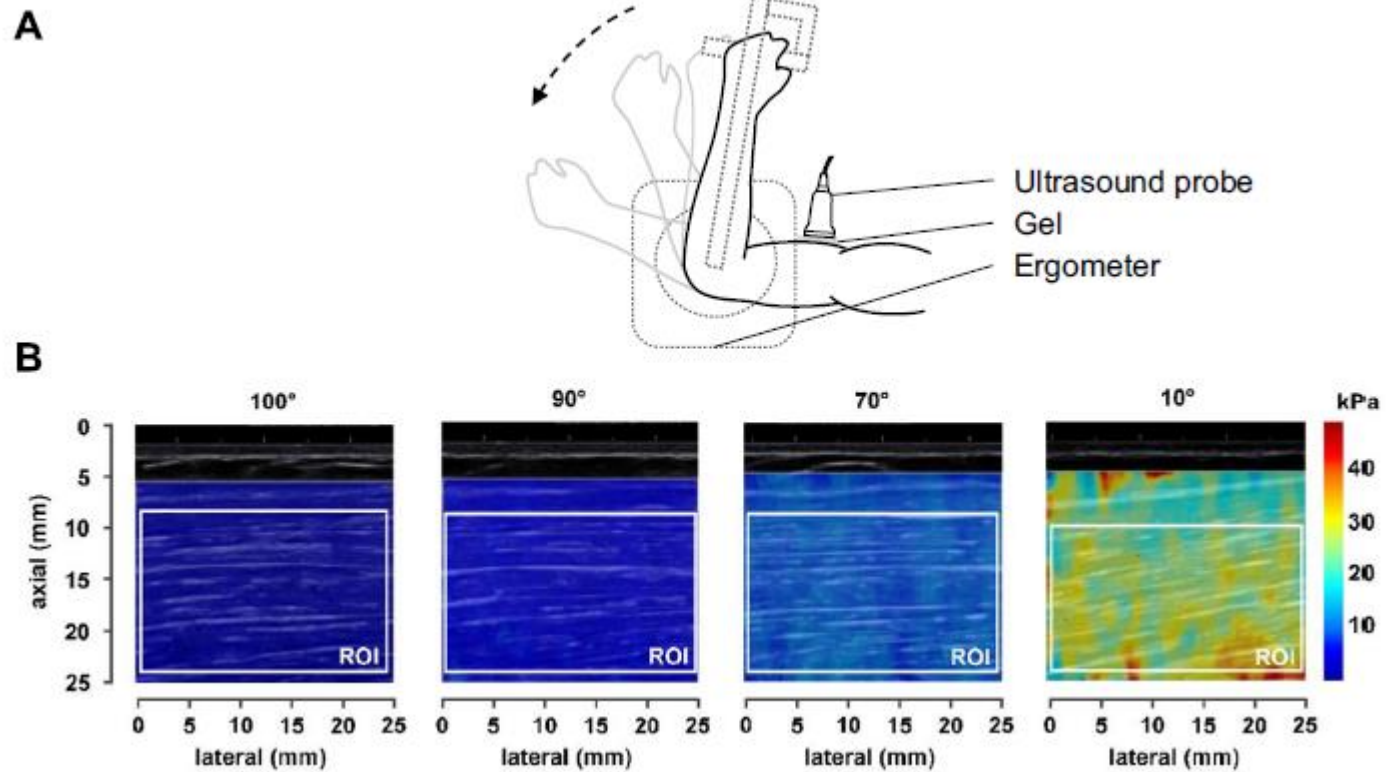 A
Ultrasound probe
Gel
Ergometer
B
100° 90° 70° 10° kPa
0
5
10
15
20
25
axial (mm)
ROI ROI ROI ROI
40
30
20
10
0 5 10 15 20 25 0 5 10 15 20 25 0 5 10 15 20 25 0 5 10 15 20 25
lateral (mm) lateral (mm) lateral (mm) lateral (mm)